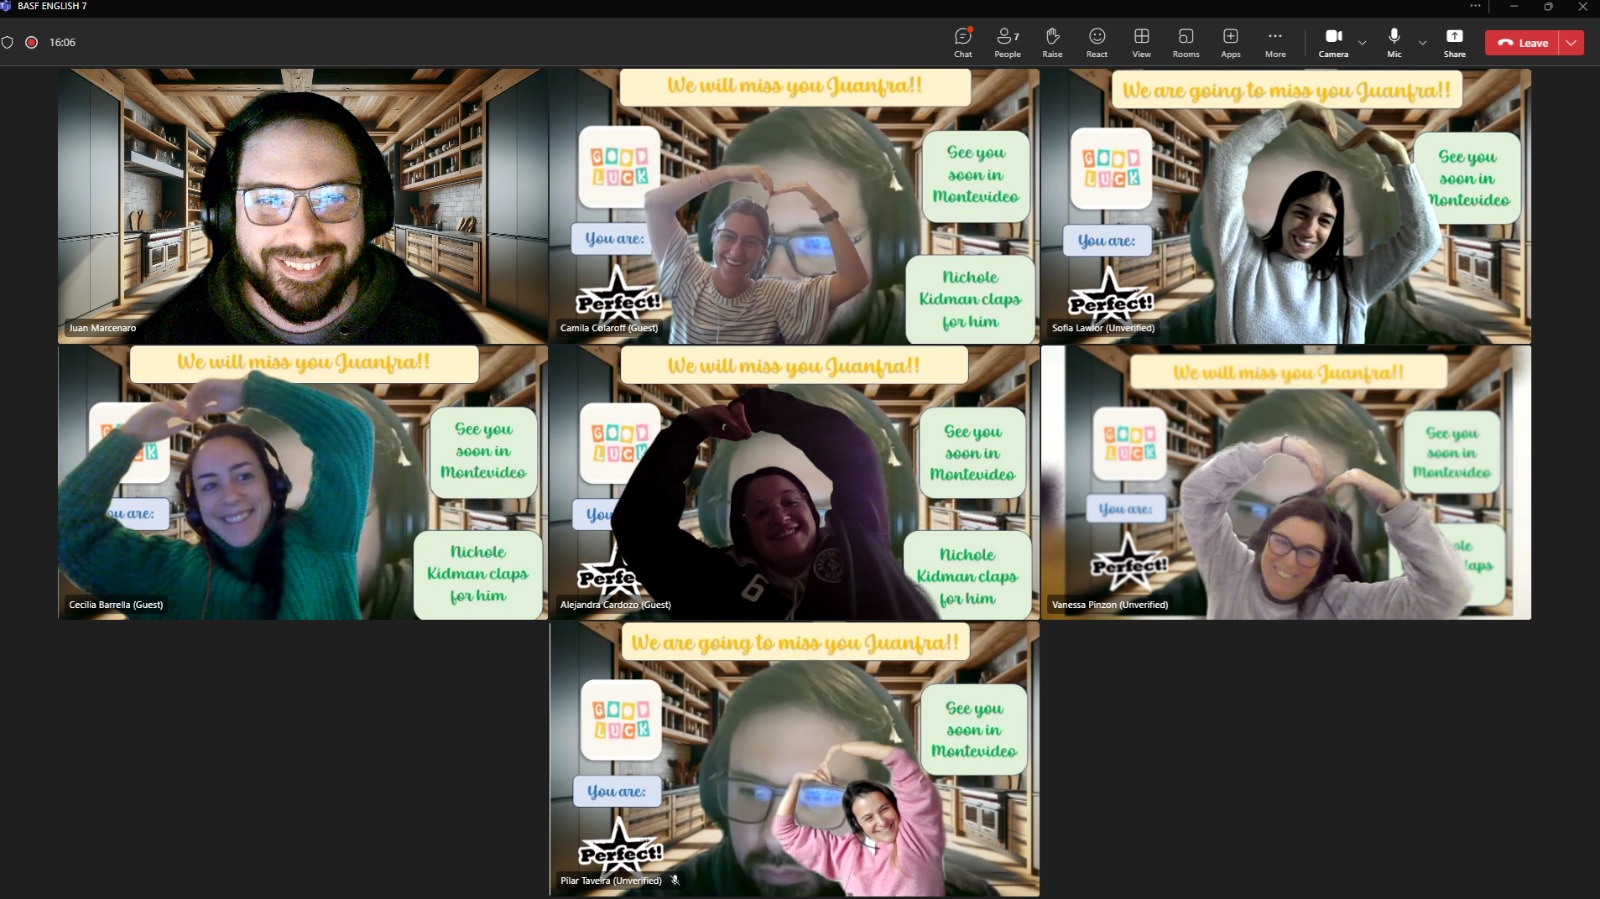 BASF ENGLISH 7
16:06
Chat
7
People
Raise
React
View
Rooms
Apps
More
Camera
Mic
Share
Leave
Juan Marcenaro
We will miss you Juanfra!!
GOOD
LUCK
See you
soon in
Montevideo
You are:
Perfect!
Nichole
Kidman claps
for him
Camila Colaroff (Guest)
We are going to miss you Juanfra!!
GOOD
LUCK
See you
soon in
Montevideo
You are:
Perfect!
Sofia Lawlor (Unverified)
We will miss you Juanfra!!
See you
soon in
Montevideo
ou are:
Nichole
Kidman claps
for him
Cecilia Barrella (Guest)
We will miss you Juanfra!!
GOOD
LUCK
See you
soon in
Montevideo
You
Perfe
Nichole
Kidman claps
for him
Alejandra Cardozo (Guest)
We will miss you Juanfra!!
GOOD
LUCK
See you
soon in
Montevideo
You are:
Perfect!
ole
laps
Vanessa Pinzon (Unverified)
We are going to miss you Juanfra!!
GOOD
LUCK
See you
soon in
Montevideo
You are:
Perfect!
Pilar Taveira (Unverified)